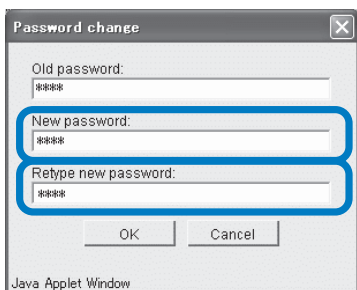 Password change
Old password:
****
New password:
****
Retype new password:
****
OK Cancel
Java Applet Window